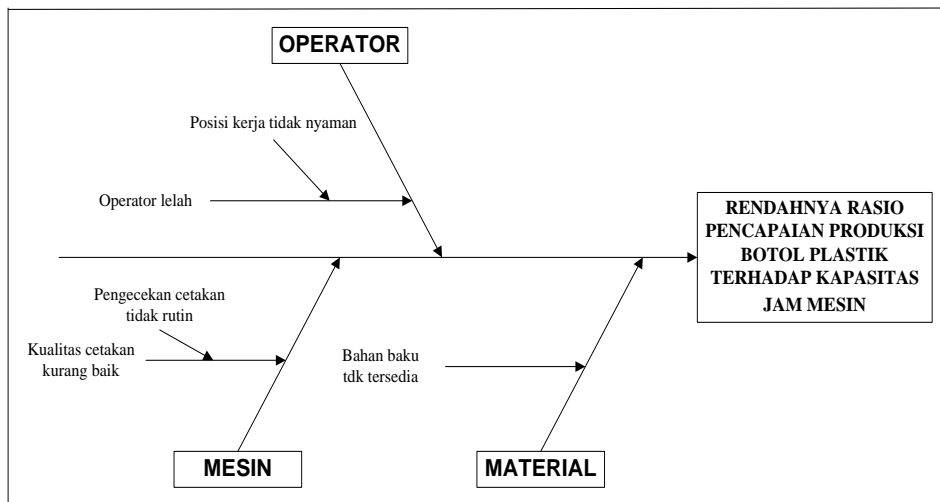 OPERATOR
Posisi kerja tidak nyaman
Operator lelah
RENDAHNYA RASIO
PENCAPAIAN PRODUKSI
BOTOL PLASTIK
TERHADAP KAPASITAS
JAM MESIN
Pengecekan cetakan
tidak rutin
Kualitas cetakan
kurang baik
Bahan baku
tdk tersedia
MESIN
MATERIAL